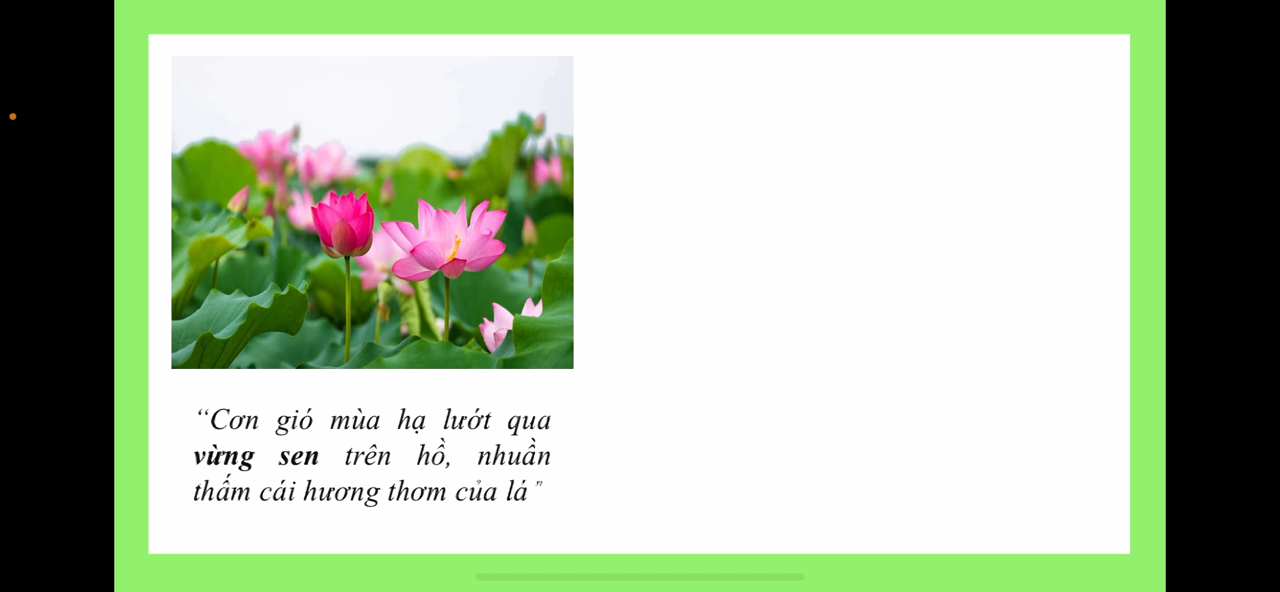 “Cơn gió mùa hạ lướt qua
vừng sen trên hồ, nhuần
thấm cái hương thơm của lá ”